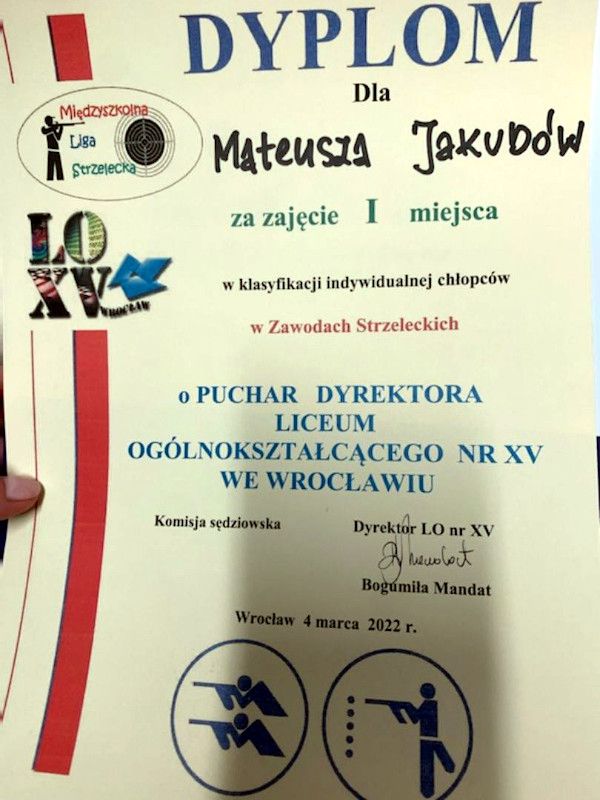 DYPLOM
Dla
Mateusza Jakubów
za zajęcie I miejsca
w klasyfikacji indywidualnej chłopców
w Zawodach Strzeleckich
o PUCHAR DYREKTORA
LICEUM
OGÓLNOKSZTAŁCĄCEGO NR XV
WE WROCŁAWIU
Komisja sędziowska
Dyrektor LO nr XV
Bogumiła Mandat
Wrocław 4 marca 2022 r.
Międzyszkolna
Liga
Strzelecka
LO
XV
WROCŁAW